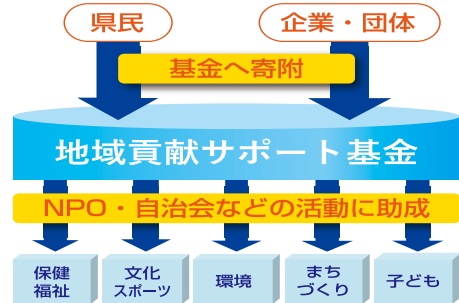 県民
企業・団体
基金へ寄附
地域貢献サポート基金
NPO・自治会などの活動に助成
保健
福祉
文化
スポーツ
環境
まち
づくり
子ども